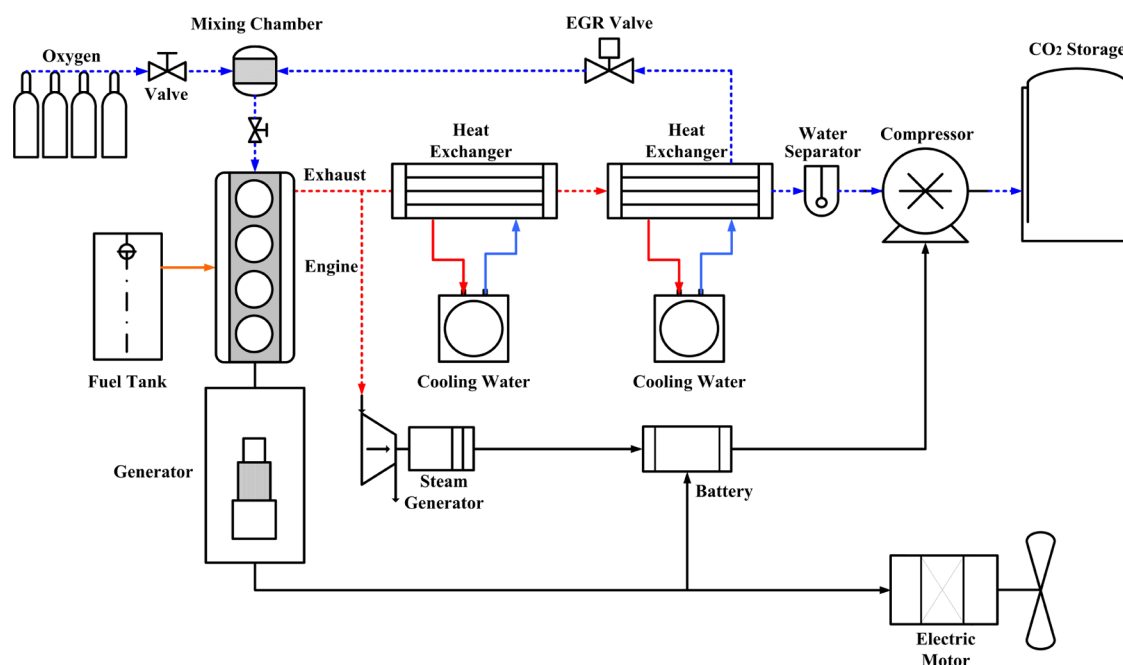 EGR Valve
Mixing Chamber
CO2 Storage
Oxygen
Valve
Heat
Exchanger
Heat
Exchanger
Water
Separator
Compressor
Exhaust
Engine
Fuel Tank
Cooling Water
Cooling Water
Generator
Steam
Generator
Battery
Electric
Motor